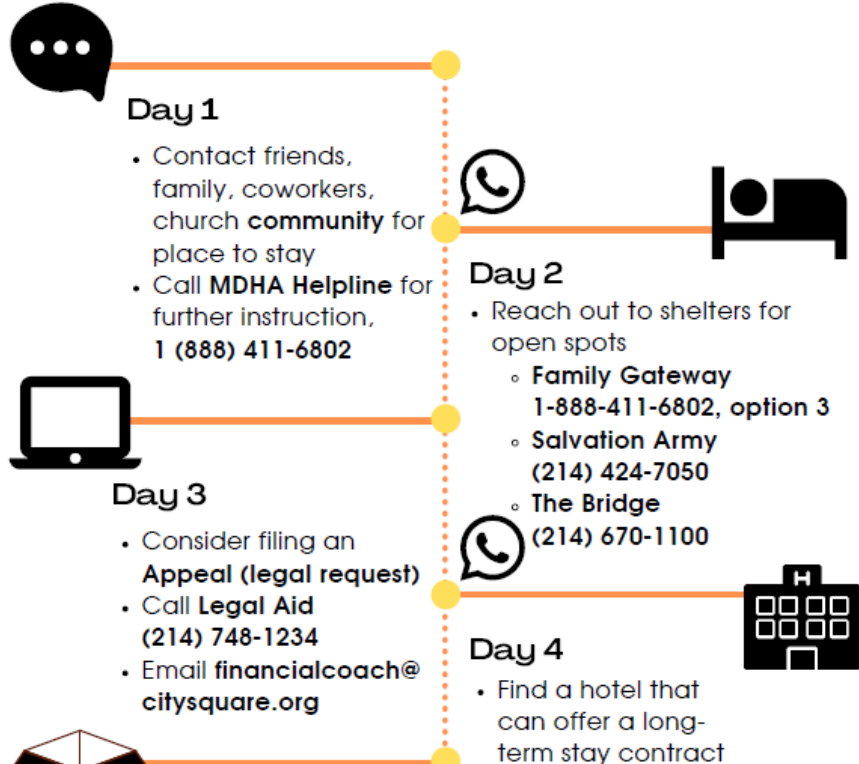 Day 1
• Contact friends,
family, coworkers,
church community for
place to stay
• Call MDHA Helpline for
further instruction,
1 (888) 411-6802
Day 2
• Reach out to shelters for
open spots
◦ Family Gateway
1-888-411-6802, option 3
◦ Salvation Army
(214) 424-7050
◦ The Bridge
(214) 670-1100
Day 3
• Consider filing an
Appeal (legal request)
• Call Legal Aid
(214) 748-1234
• Email financialcoach@
citysquare.org
H
Day 4
• Find a hotel that
can offer a long-
term stay contract